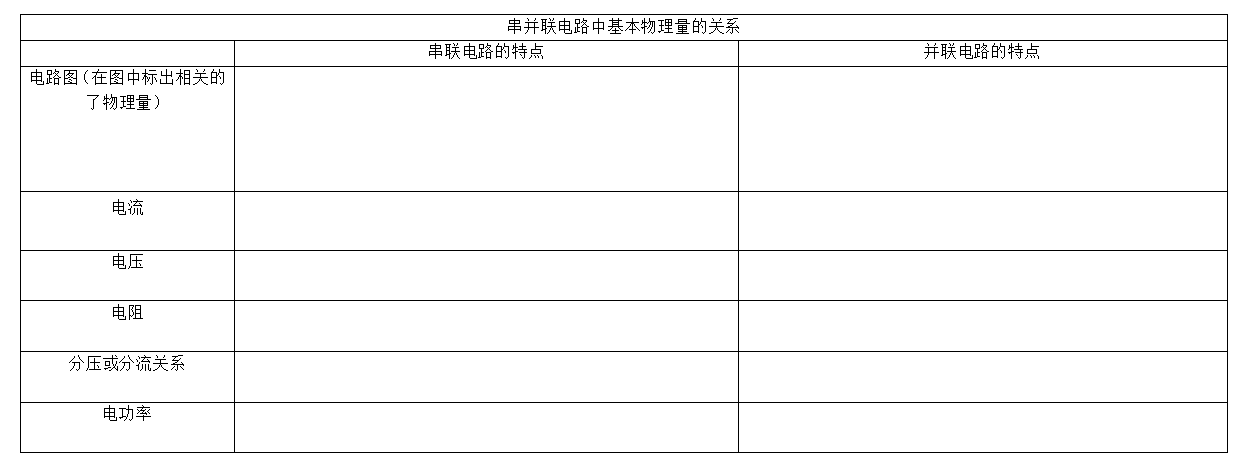 串并联电路中基本物理量的关系
串联电路的特点
并联电路的特点
电路图（在图中标出相关的
了物理量）
电流
电压
电阻
分压或分流关系
电功率